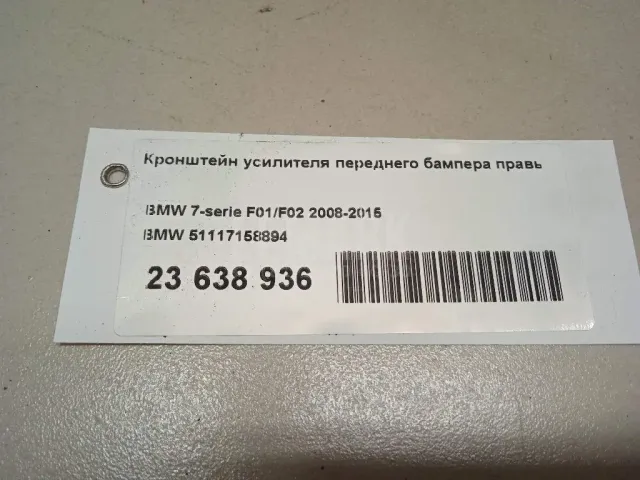 Кронштейн усилителя переднего бампера правь
BMW 7-serie F01/F02 2008-2015
BMW 51117158894
23 638 936